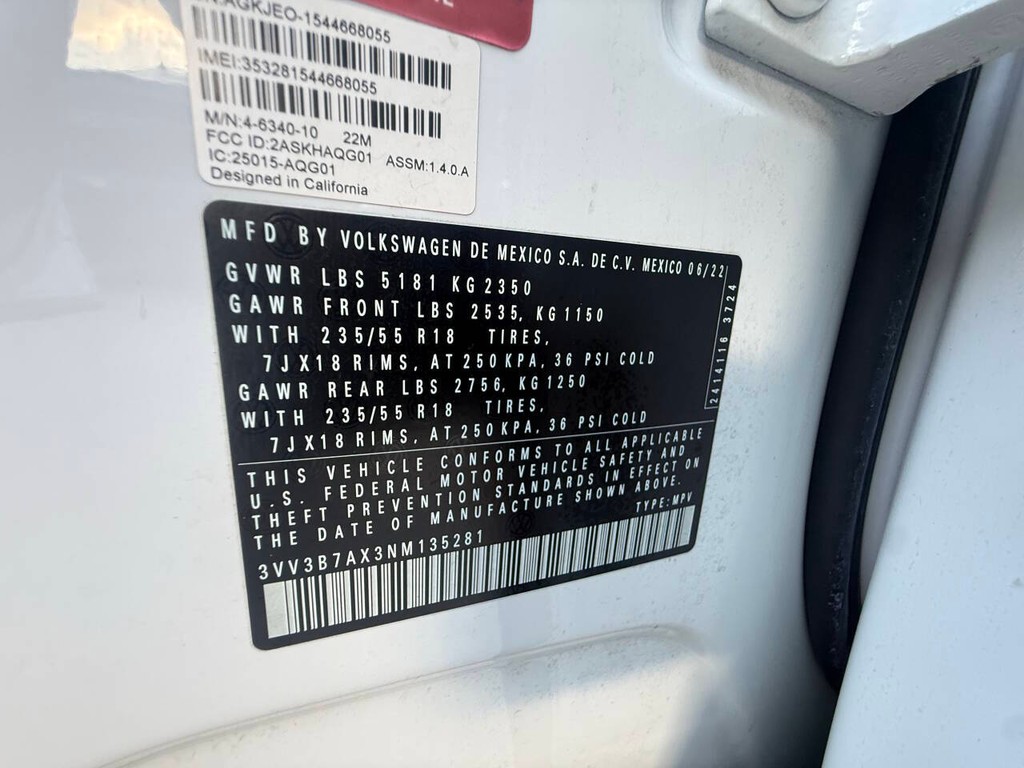 AGKJEO-1544668055
IMEI:353281544668055
M/N:4-6340-10 22M
FCC ID:2ASKHAQG01 ASSM:1.4.0.A
IC:25015-AQG01
Designed in California
MFD BY VOLKSWAGEN DE MEXICO S.A. DE C.V. MEXICO 06/22
GVWR LBS 5181 KG 2350
GAWR FRONT LBS 2535, KG 1150
WITH 235/55 R18 TIRES,
7JX18 RIMS, AT 250 KPA, 36 PSI COLD
GAWR REAR LBS 2756, KG 1250
WITH 235/55 R18 TIRES,
7JX18 RIMS, AT 250 KPA, 36 PSI COLD
2414116 3724
THIS VEHICLE CONFORMS TO ALL APPLICABLE
U.S. FEDERAL MOTOR VEHICLE SAFETY AND
THEFT PREVENTION STANDARDS IN EFFECT ON
THE DATE OF MANUFACTURE SHOWN ABOVE.
TYPE: MPV
3VV3B7AX3NM135281